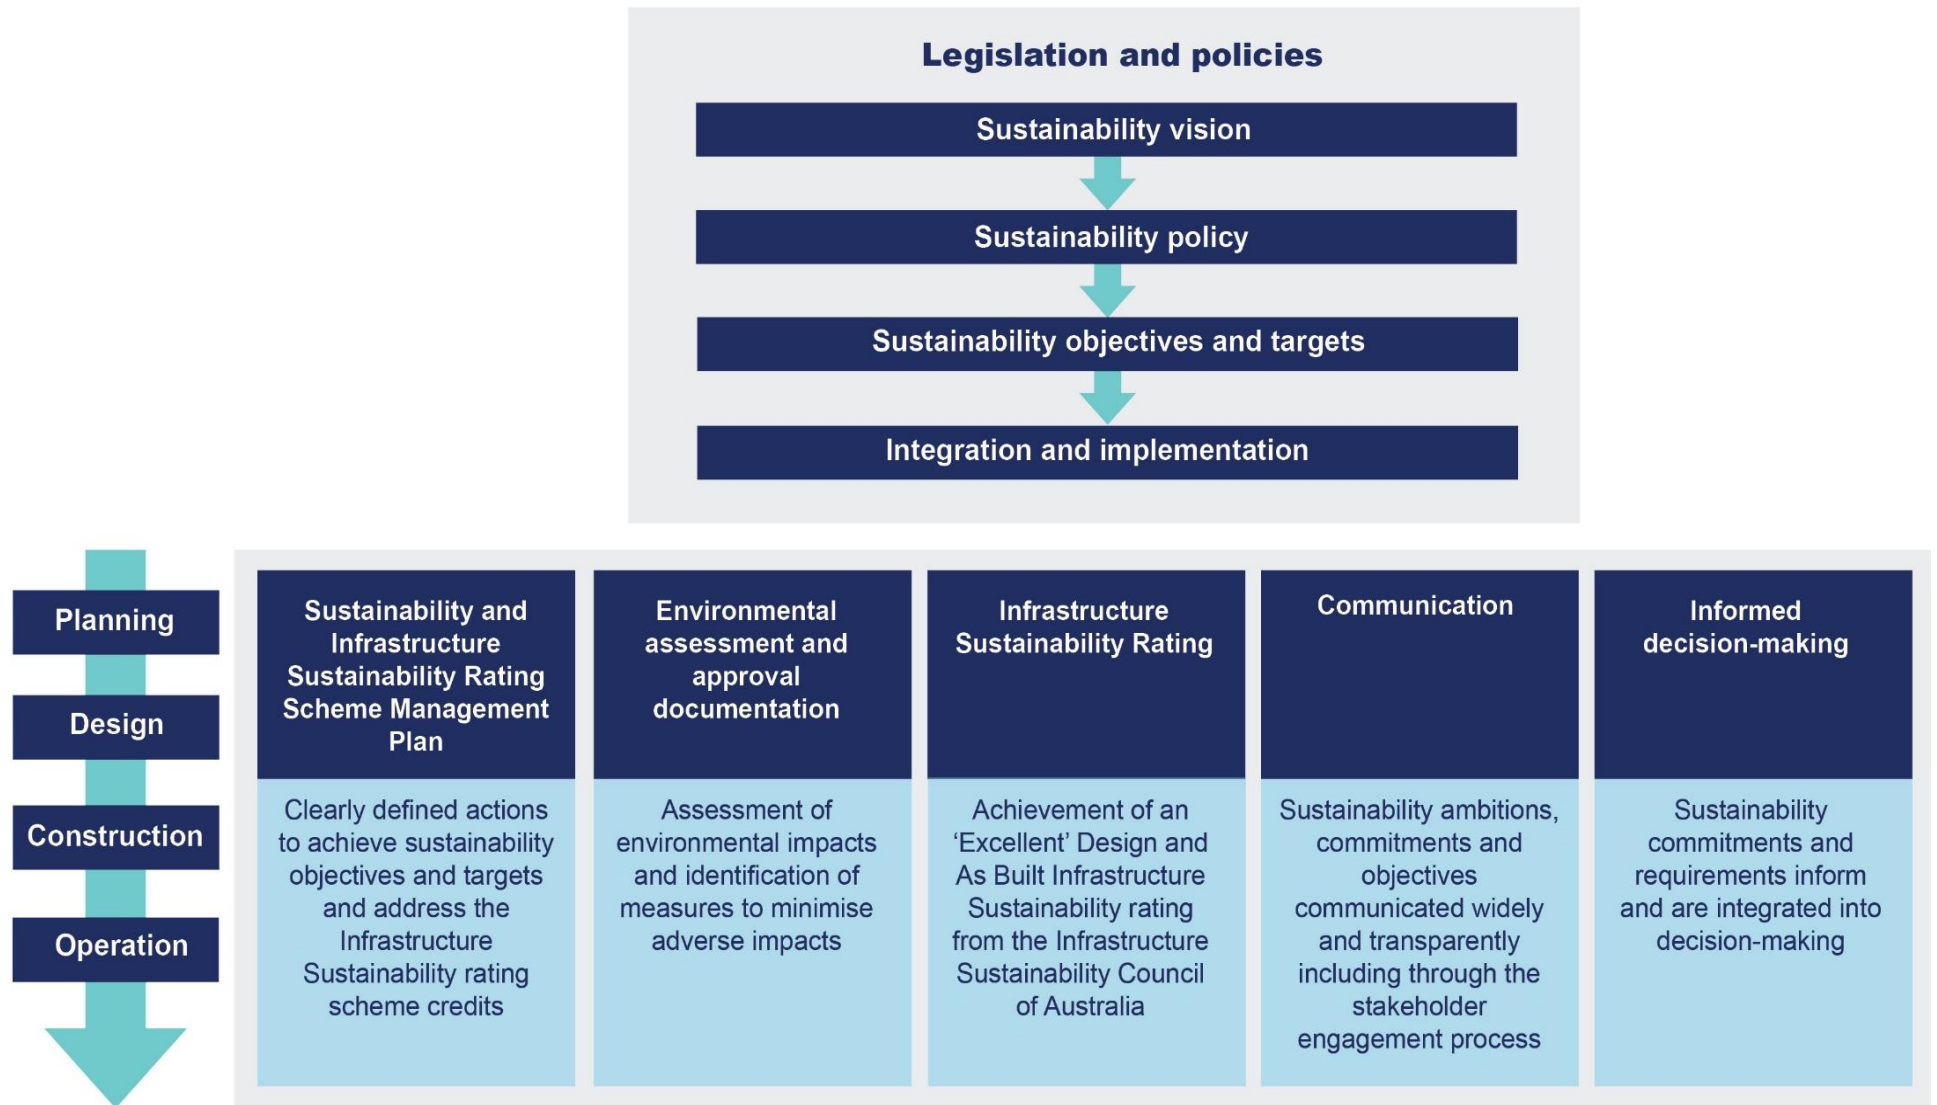 Legislation and policies
Sustainability vision
Sustainability policy
Sustainability objectives and targets
Integration and implementation
Planning
Design
Construction
Operation
Sustainability and
Infrastructure
Sustainability Rating
Scheme Management
Plan
Clearly defined actions
to achieve sustainability
objectives and targets
and address the
Infrastructure
Sustainability rating
scheme credits
Environmental
assessment and
approval
documentation
Assessment of
environmental impacts
and identification of
measures to minimise
adverse impacts
Infrastructure
Sustainability Rating
Achievement of an
‘Excellent’ Design and
As Built Infrastructure
Sustainability rating
from the Infrastructure
Sustainability Council
of Australia
Communication
Sustainability ambitions,
commitments and
objectives
communicated widely
and transparently
including through the
stakeholder
engagement process
Informed
decision-making
Sustainability
commitments and
requirements inform
and are integrated into
decision-making